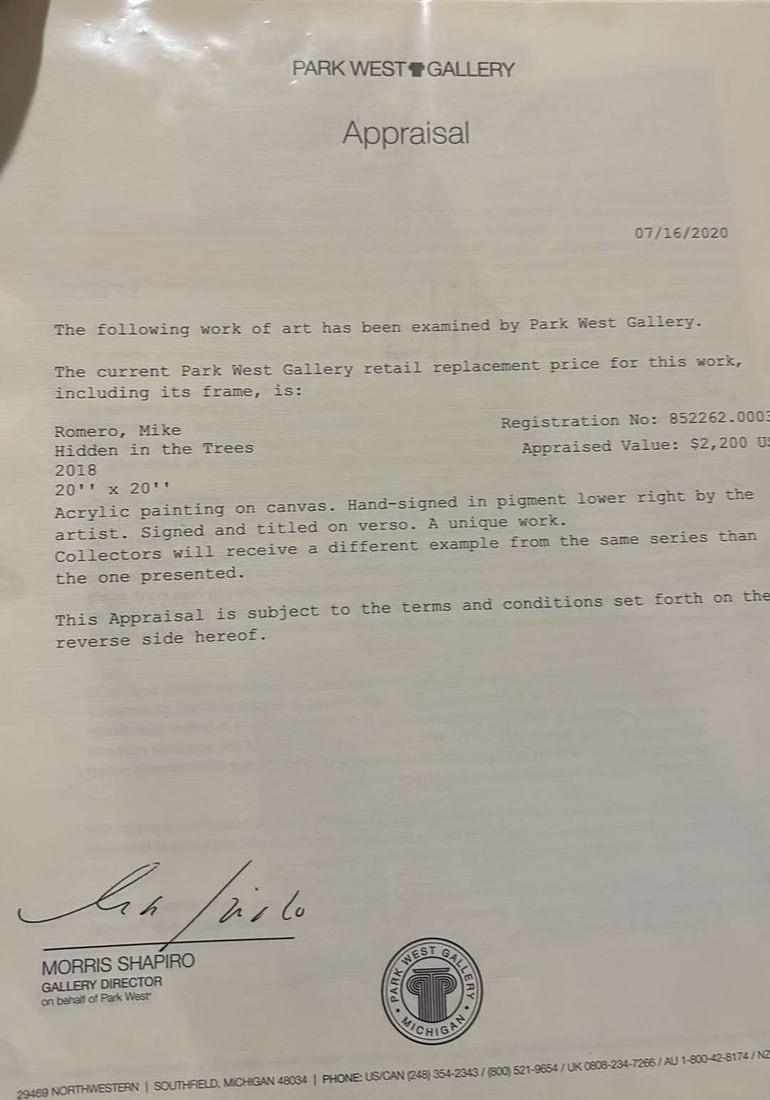 PARK WEST GALLERY
Appraisal
07/16/2020
The following work of art has been examined by Park West Gallery.
The current Park West Gallery retail replacement price for this work,
including its frame, is:
Romero, Mike
Registration No: 852262.0003
Hidden in the Trees
Appraised Value: $2,200 US
2018
20'' x 20''
Acrylic painting on canvas. Hand-signed in pigment lower right by the
artist. Signed and titled on verso. A unique work.
Collectors will receive a different example from the same series than
the one presented.
This Appraisal is subject to the terms and conditions set forth on the
reverse side hereof.
MORRIS SHAPIRO
GALLERY DIRECTOR
on behalf of Park West
PARK WEST GALLERY
MICHIGAN
29469 NORTHWESTERN | SOUTHFIELD, MICHIGAN 48034 | PHONE: US/CAN (248) 354-2343 / (800) 521-9654 / UK 0808-234-7266 / AU 1-800-42-8174 / NZ